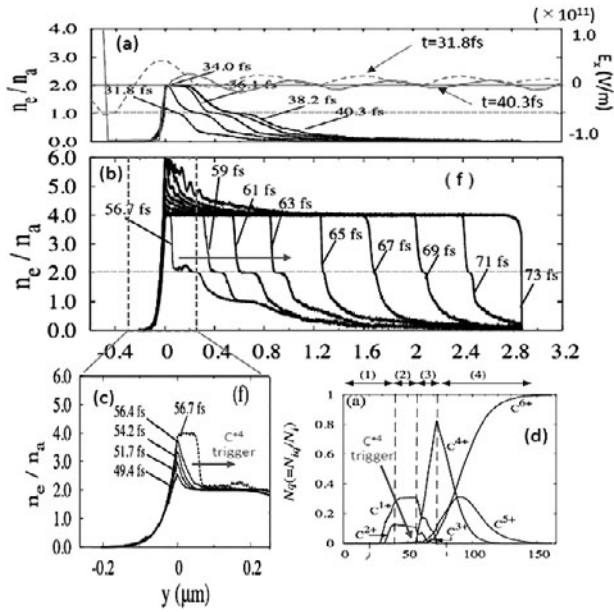 (× 10¹¹)
4.0
3.0
2.0
1.0
0.0
nₑ / nₐ
(a)
34.0 fs
31.8 fs
36.1 fs
38.2 fs
40.3 fs
t=31.8fs
t=40.3fs
1.0
0
-1.0
Eₓ (V/m)
6.0
5.0
4.0
3.0
2.0
1.0
0.0
nₑ / nₐ
(b)
56.7 fs
59 fs
61 fs
63 fs
(f)
65 fs
67 fs
69 fs
71 fs
73 fs
-0.4
0
0.4
0.8
1.2
1.6
2.0
2.4
2.8
3.2
6.0
4.0
3.0
2.0
1.0
0.0
nₑ / nₐ
(c)
(f)
56.4 fs
56.7 fs
54.2 fs
51.7 fs
49.4 fs
C⁺⁴
trigger
-0.2
0
0.2
y (μm)
(1)
(2)
(3)
(4)
1
0.8
0.6
0.4
0.2
0
(a)
(d)
C⁶⁺
C⁴⁺
C⁺⁴
trigger
C¹⁺
C²⁺
C³⁺
C⁵⁺
0
50
100
150